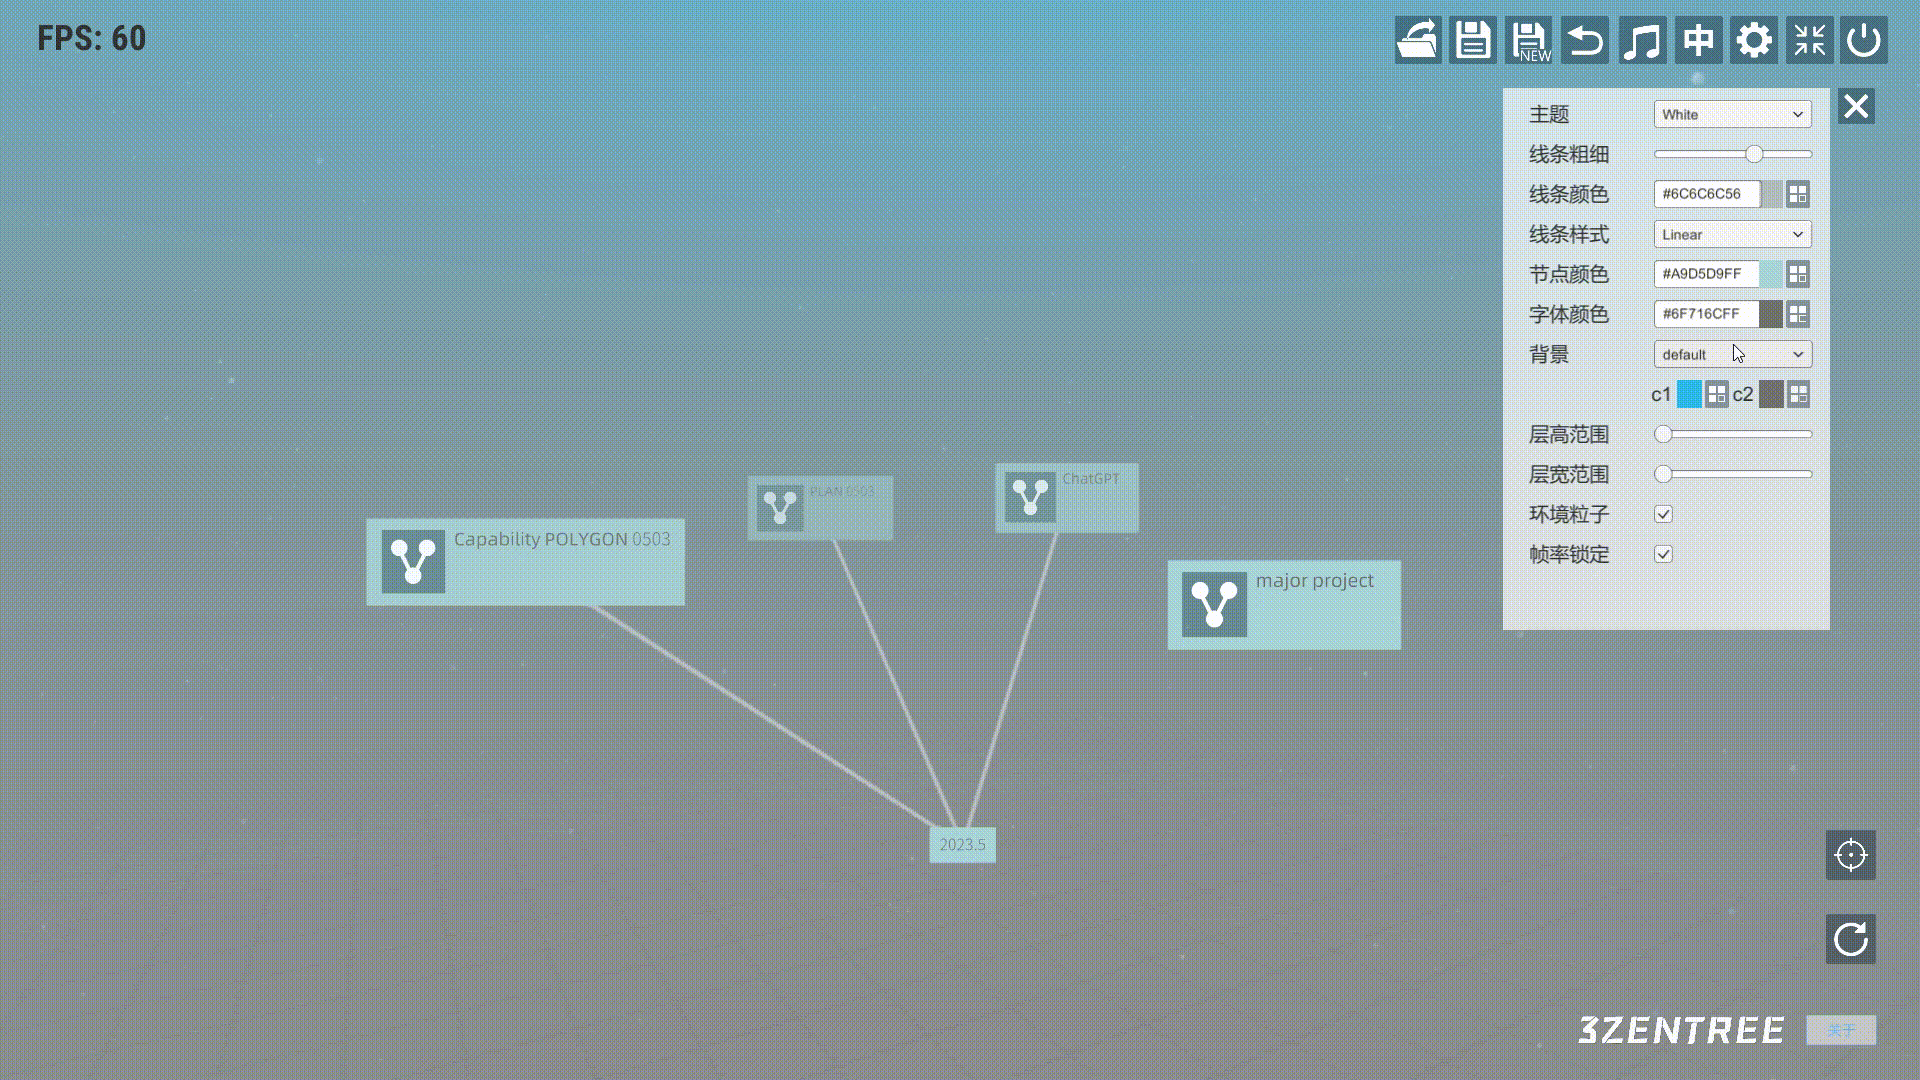 FPS: 60
NEW
中
主题 White
线条粗细
线条颜色 #6C6C6C56
线条样式 Linear
节点颜色 #A9D5D9FF
字体颜色 #6F716CFF
背景 default
c1 c2
层高范围
层宽范围
环境粒子
帧率锁定
PLAN 0503
ChatGPT
Capability POLYGON 0503
major project
2023.5
3ZENTREE
关于